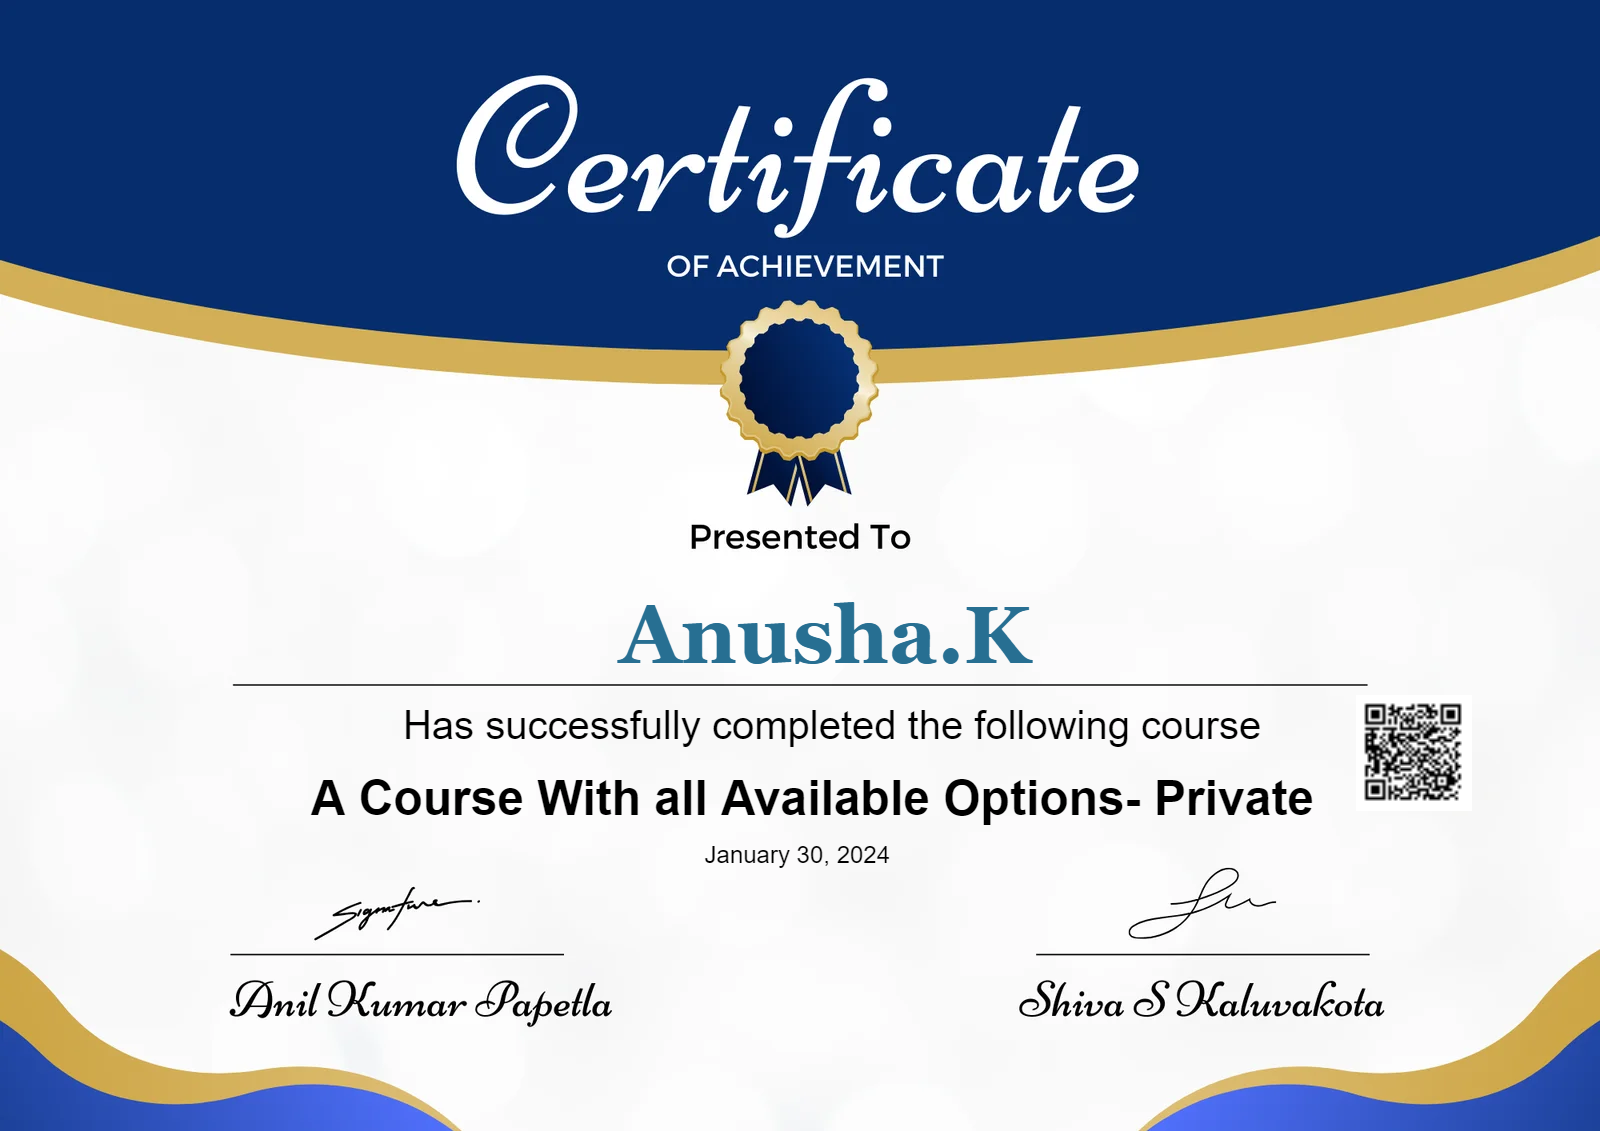 Certificate
OF ACHIEVEMENT
Presented To
Anusha.K
Has successfully completed the following course
A Course With all Available Options- Private
January 30, 2024
Signature
Anil Kumar Papetla
Shiva S Kaluvakota